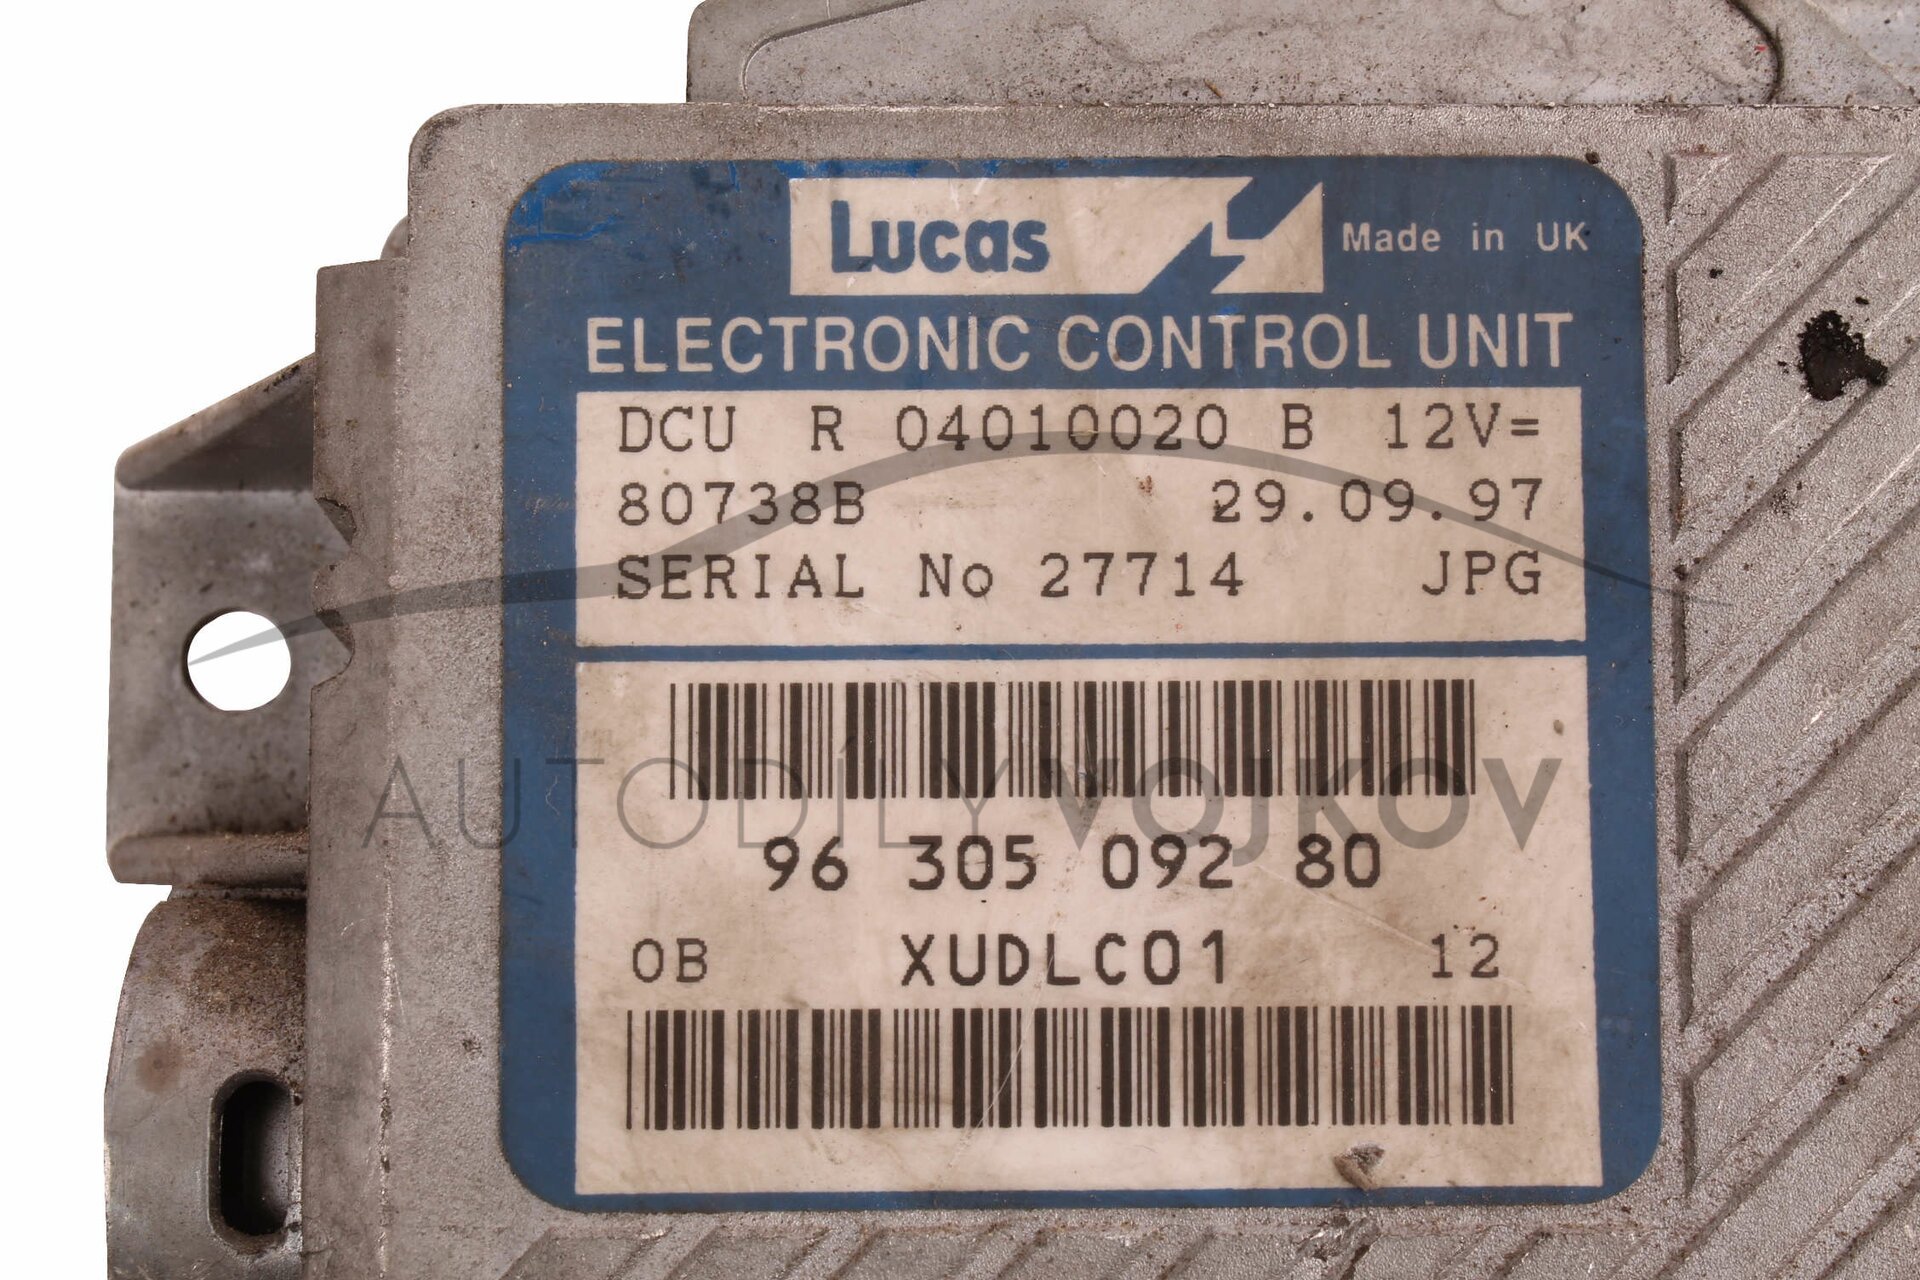 Lucas Made in UK
ELECTRONIC CONTROL UNIT
DCU R 04010020 B 12V=
80738B 29.09.97
SERIAL No 27714 JPG
AUTODÍLY VOJKOV
96 305 092 80
0B XUDLC01 12